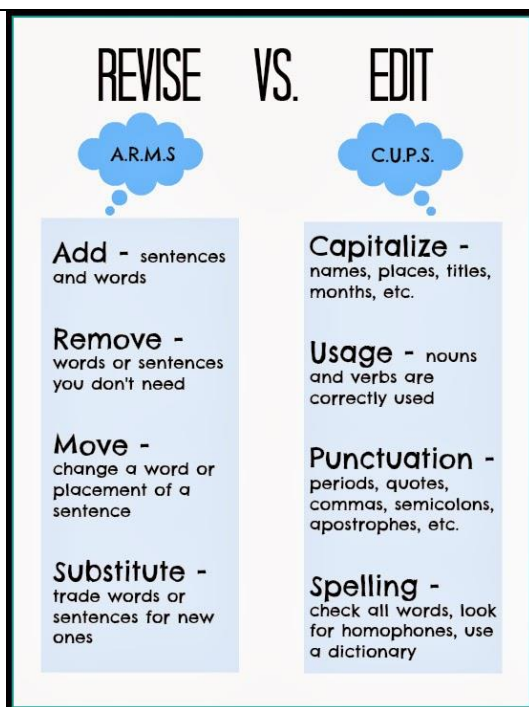 REVISE VS. EDIT
A.R.M.S
C.U.P.S.
Add - sentences
and words
Remove -
words or sentences
you don't need
Move -
change a word or
placement of a
sentence
Substitute -
trade words or
sentences for new
ones
Capitalize -
names, places, titles,
months, etc.
Usage - nouns
and verbs are
correctly used
Punctuation -
periods, quotes,
commas, semicolons,
apostrophes, etc.
Spelling -
check all words, look
for homophones, use
a dictionary